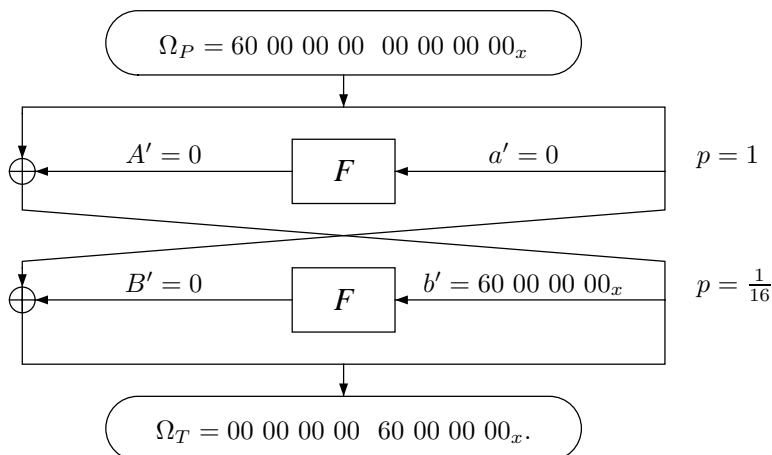 Ω_P = 60 00 00 00 00 00 00 00_x
A′ = 0 F a′ = 0 p = 1
B′ = 0 F b′ = 60 00 00 00_x p = 1/16
Ω_T = 00 00 00 00 60 00 00 00_x.